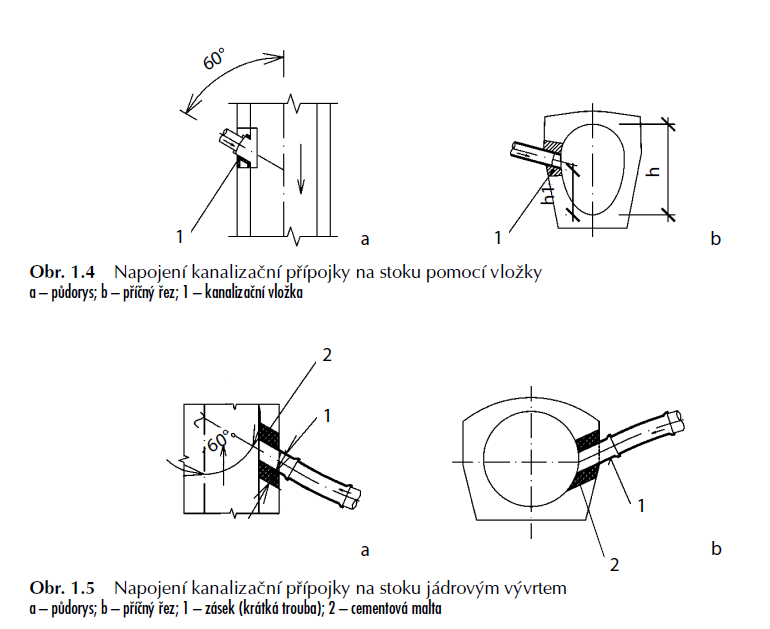 60°
1
a
1
h1
h
b
Obr. 1.4 Napojení kanalizační přípojky na stoku pomocí vložky
a – půdorys; b – příčný řez; 1 – kanalizační vložka
2
1
60°
a
1
2
b
Obr. 1.5 Napojení kanalizační přípojky na stoku jádrovým vývrtem
a – půdorys; b – příčný řez; 1 – zásek (krátká trouba); 2 – cementová malta